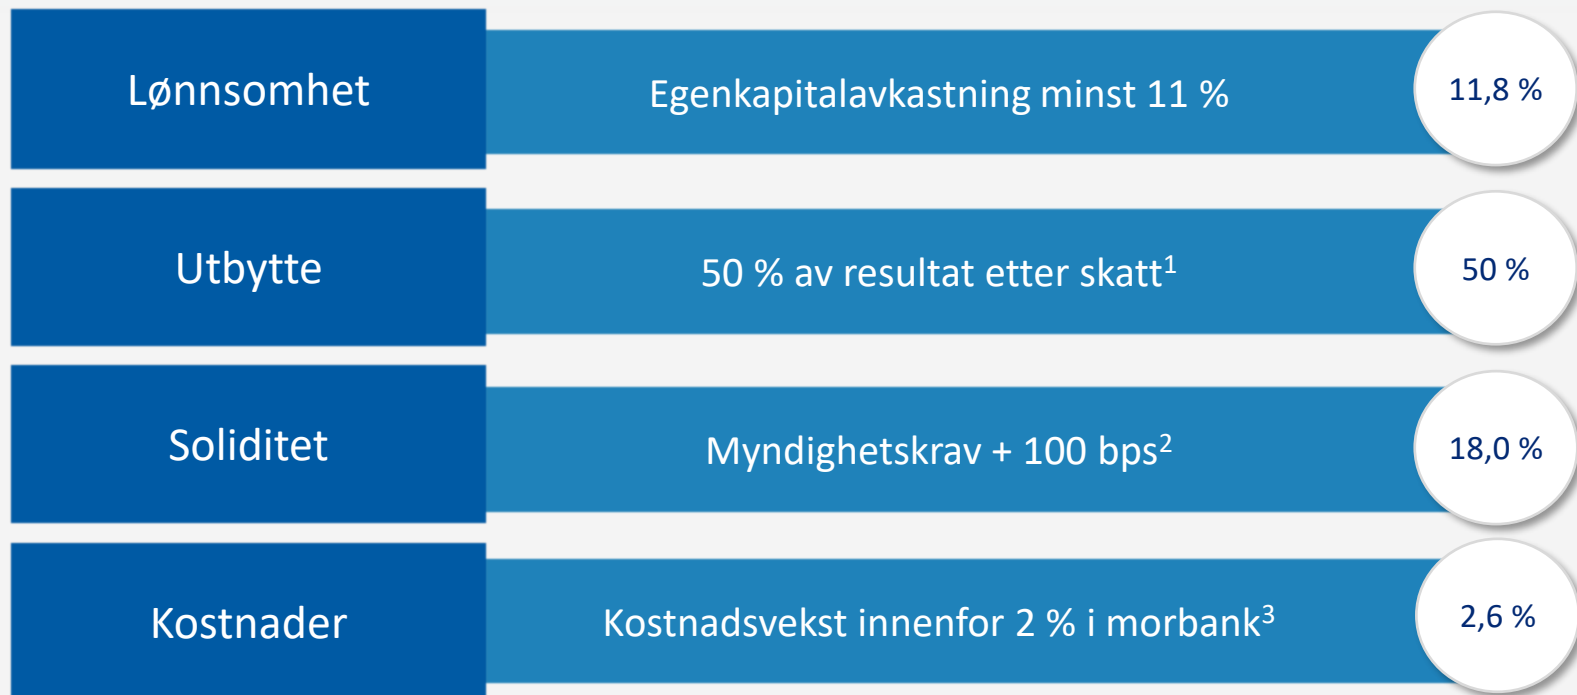 Lønnsomhet
Egenkapitalavkastning minst 11 %
11,8 %
Utbytte
50 % av resultat etter skatt¹
50 %
Soliditet
Myndighetskrav + 100 bps²
18,0 %
Kostnader
Kostnadsvekst innenfor 2 % i morbank³
2,6 %